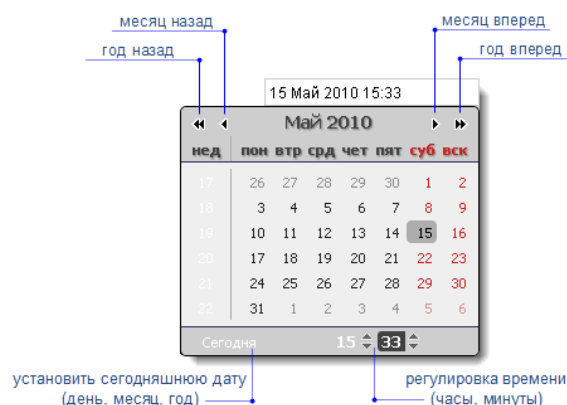 месяц назад месяц вперед
год назад год вперед
15 Май 2010 15:33
Май 2010
нед пон втр срд чет пят суб вск
17 26 27 28 29 30 1 2
18 3 4 5 6 7 8 9
19 10 11 12 13 14 15 16
20 17 18 19 20 21 22 23
21 24 25 26 27 28 29 30
22 31 1 2 3 4 5 6
Сегодня 15 33
установить сегодняшнюю дату регулировка времени
(день, месяц, год) (часы, минуты)